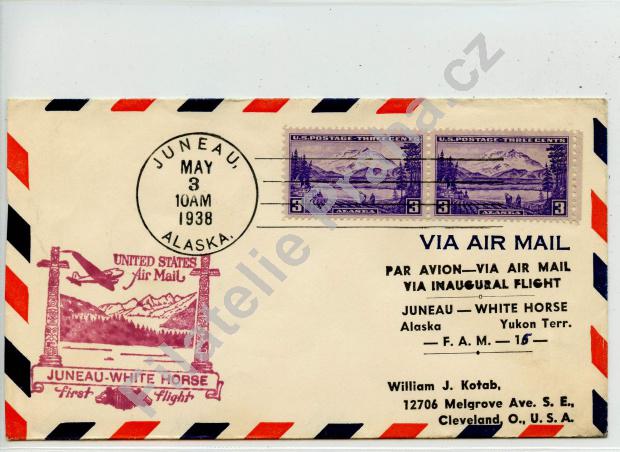 U.S.POSTAGE-THREE CENTS
U.S.POSTAGE-THREE CENTS
3 ALASKA 3
3 ALASKA 3
JUNEAU,
MAY
3
10AM
1938
ALASKA.
VIA AIR MAIL
PAR AVION—VIA AIR MAIL
VIA INAUGURAL FLIGHT
JUNEAU — WHITE HORSE
Alaska Yukon Terr.
— F. A. M. — 15 —
UNITED STATES
Air Mail
JUNEAU-WHITE HORSE
first flight
William J. Kotab,
12706 Melgrove Ave. S. E.,
Cleveland, O., U. S. A.
Filatelie Praha.cz